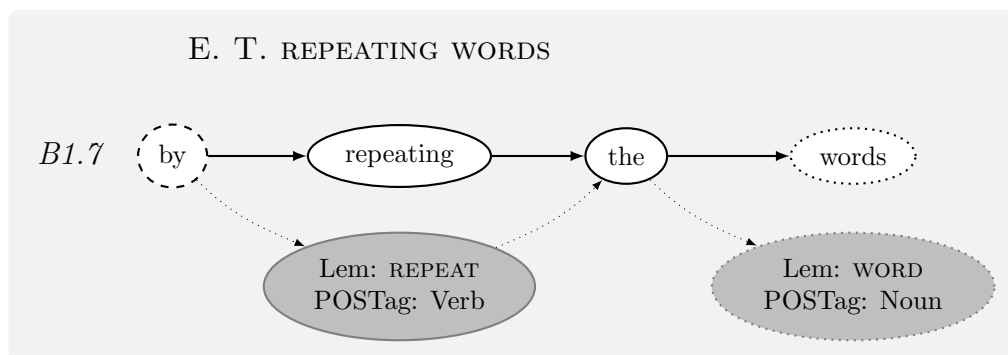 E. T. REPEATING WORDS
B1.7 by repeating the words
Lem: REPEAT
POSTag: Verb
Lem: WORD
POSTag: Noun